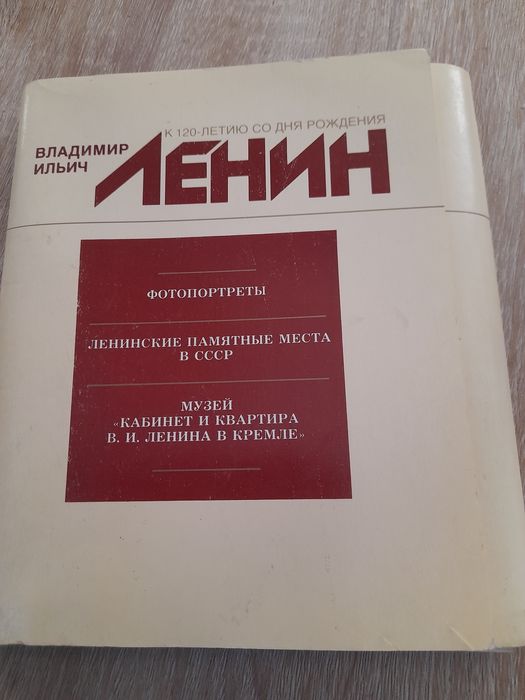 К 120-ЛЕТИЮ СО ДНЯ РОЖДЕНИЯ
ВЛАДИМИР
ИЛЬИЧ
ЛЕНИН
ФОТОПОРТРЕТЫ
ЛЕНИНСКИЕ ПАМЯТНЫЕ МЕСТА
В СССР
МУЗЕЙ
«КАБИНЕТ И КВАРТИРА
В. И. ЛЕНИНА В КРЕМЛЕ»